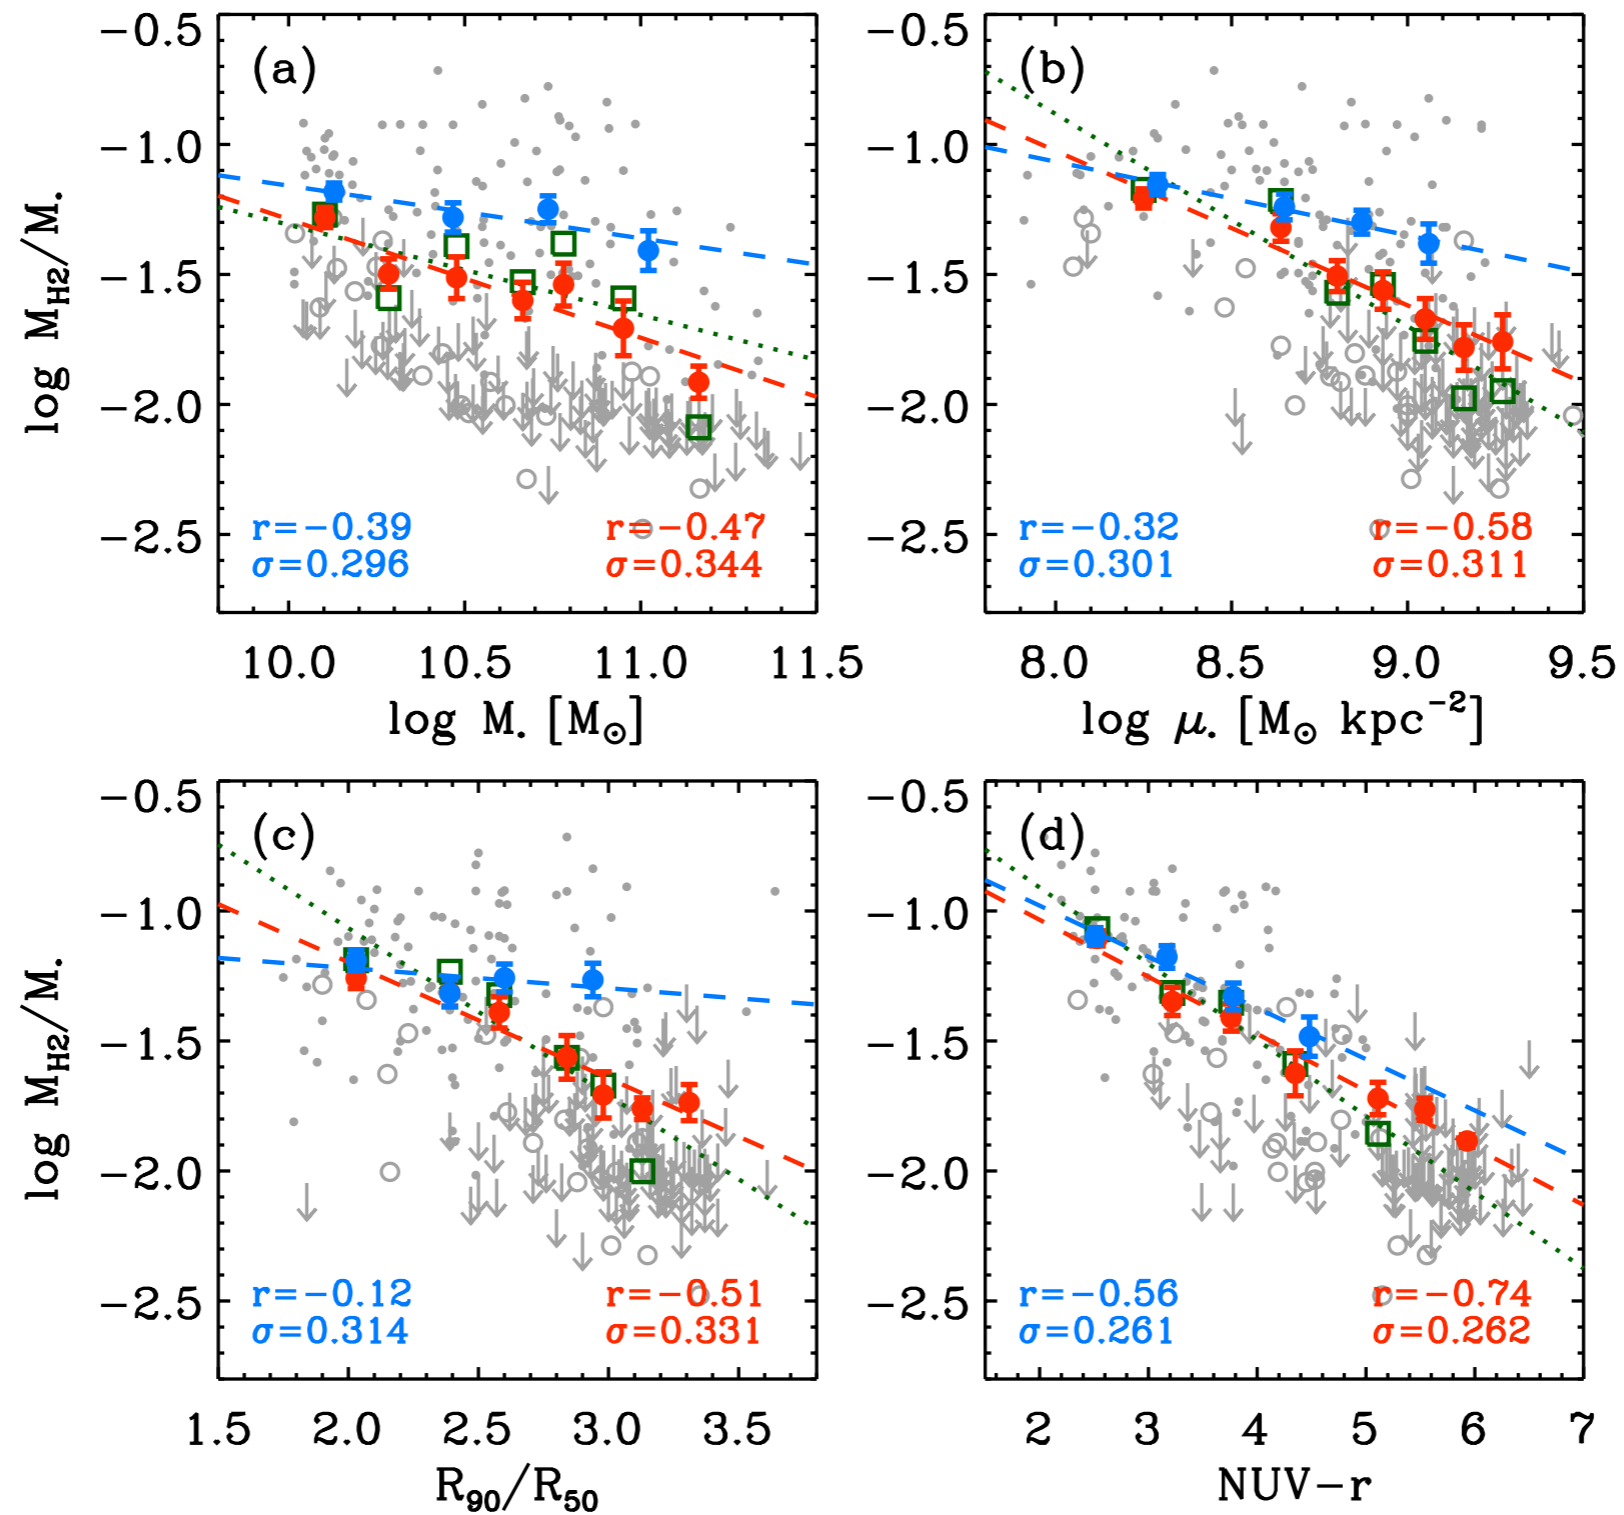 (a)
−0.5
−1.0
−1.5
−2.0
−2.5
log M_H2/M.
r=−0.39
σ=0.296
r=−0.47
σ=0.344
10.0 10.5 11.0 11.5
log M. [M⊙]
(b)
−0.5
−1.0
−1.5
−2.0
−2.5
r=−0.32
σ=0.301
r=−0.58
σ=0.311
8.0 8.5 9.0 9.5
log μ. [M⊙ kpc⁻²]
(c)
−0.5
−1.0
−1.5
−2.0
−2.5
log M_H2/M.
r=−0.12
σ=0.314
r=−0.51
σ=0.331
1.5 2.0 2.5 3.0 3.5
R₉₀/R₅₀
(d)
−0.5
−1.0
−1.5
−2.0
−2.5
r=−0.56
σ=0.261
r=−0.74
σ=0.262
2 3 4 5 6 7
NUV−r